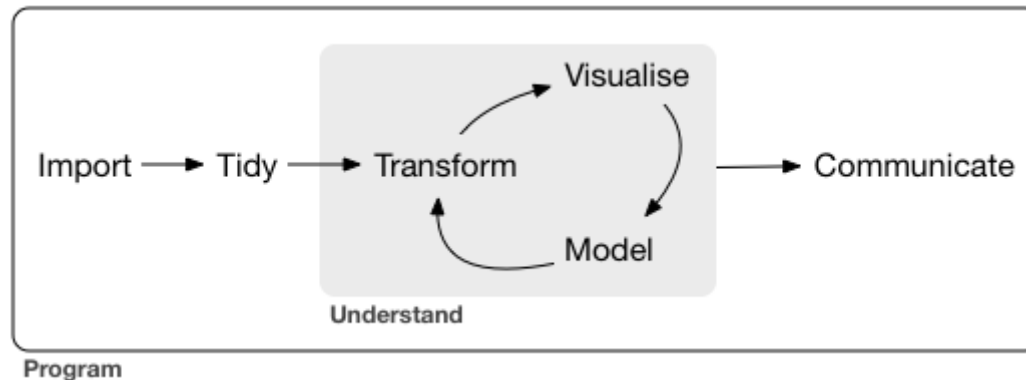 Visualise
Import
Tidy
Transform
Communicate
Model
Understand
Program